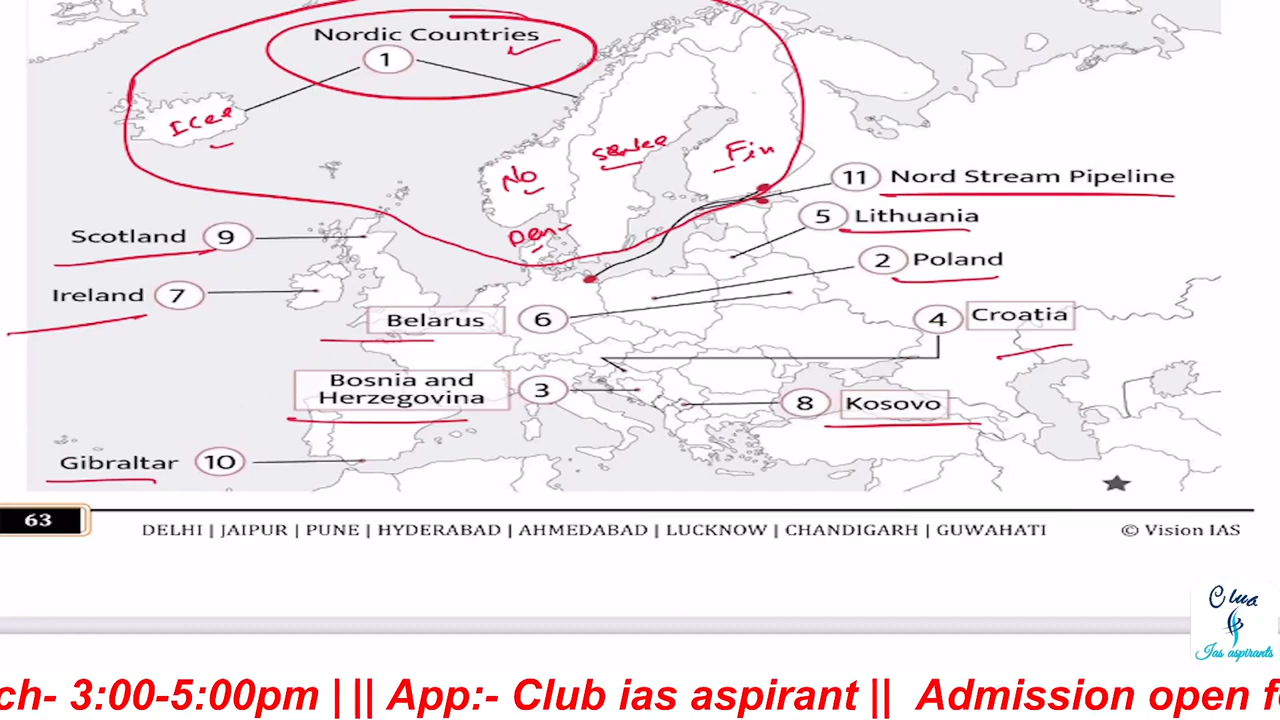 Nordic Countries
1
Icee
No
Fin
Den
11 Nord Stream Pipeline
5 Lithuania
Scotland 9
2 Poland
Ireland 7
Belarus 6
4 Croatia
Bosnia and
Herzegovina 3
8 Kosovo
Gibraltar 10
63
DELHI | JAIPUR | PUNE | HYDERABAD | AHMEDABAD | LUCKNOW | CHANDIGARH | GUWAHATI
© Vision IAS
Club
Ias aspirants
ch- 3:00-5:00pm | || App:- Club ias aspirant || Admission open f